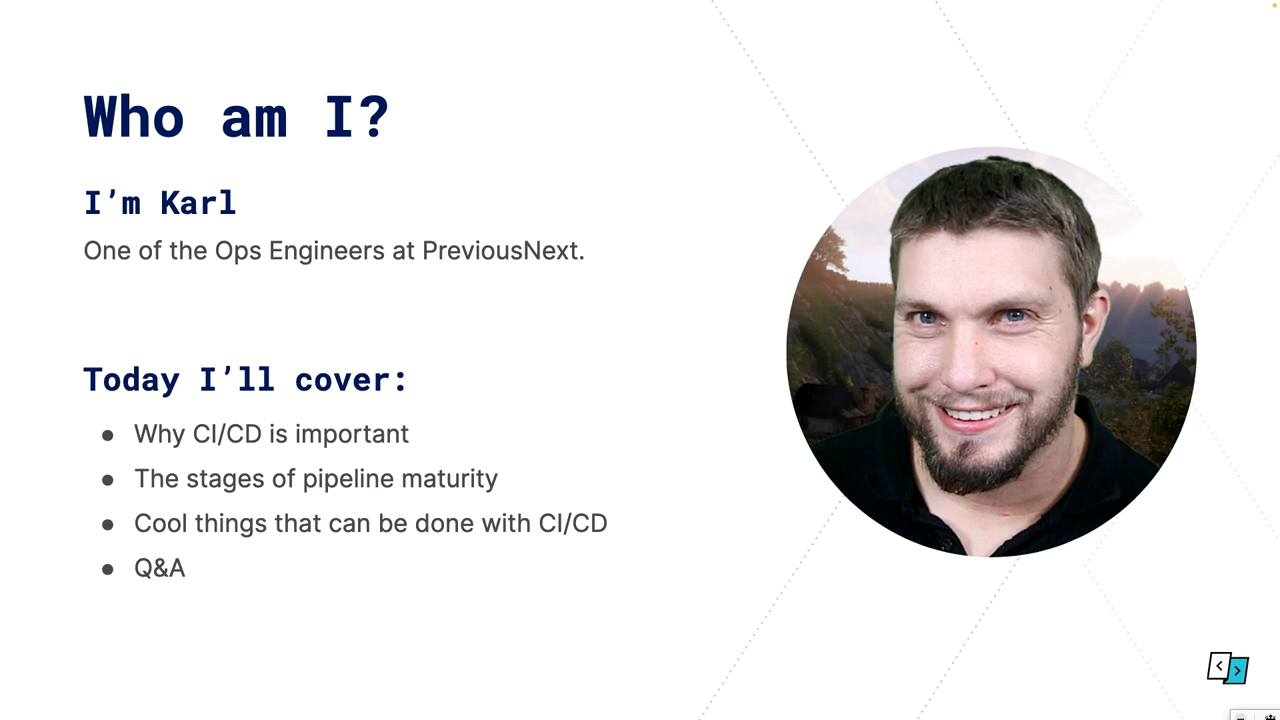 Who am I?
I’m Karl
One of the Ops Engineers at PreviousNext.
Today I’ll cover:
● Why CI/CD is important
● The stages of pipeline maturity
● Cool things that can be done with CI/CD
● Q&A